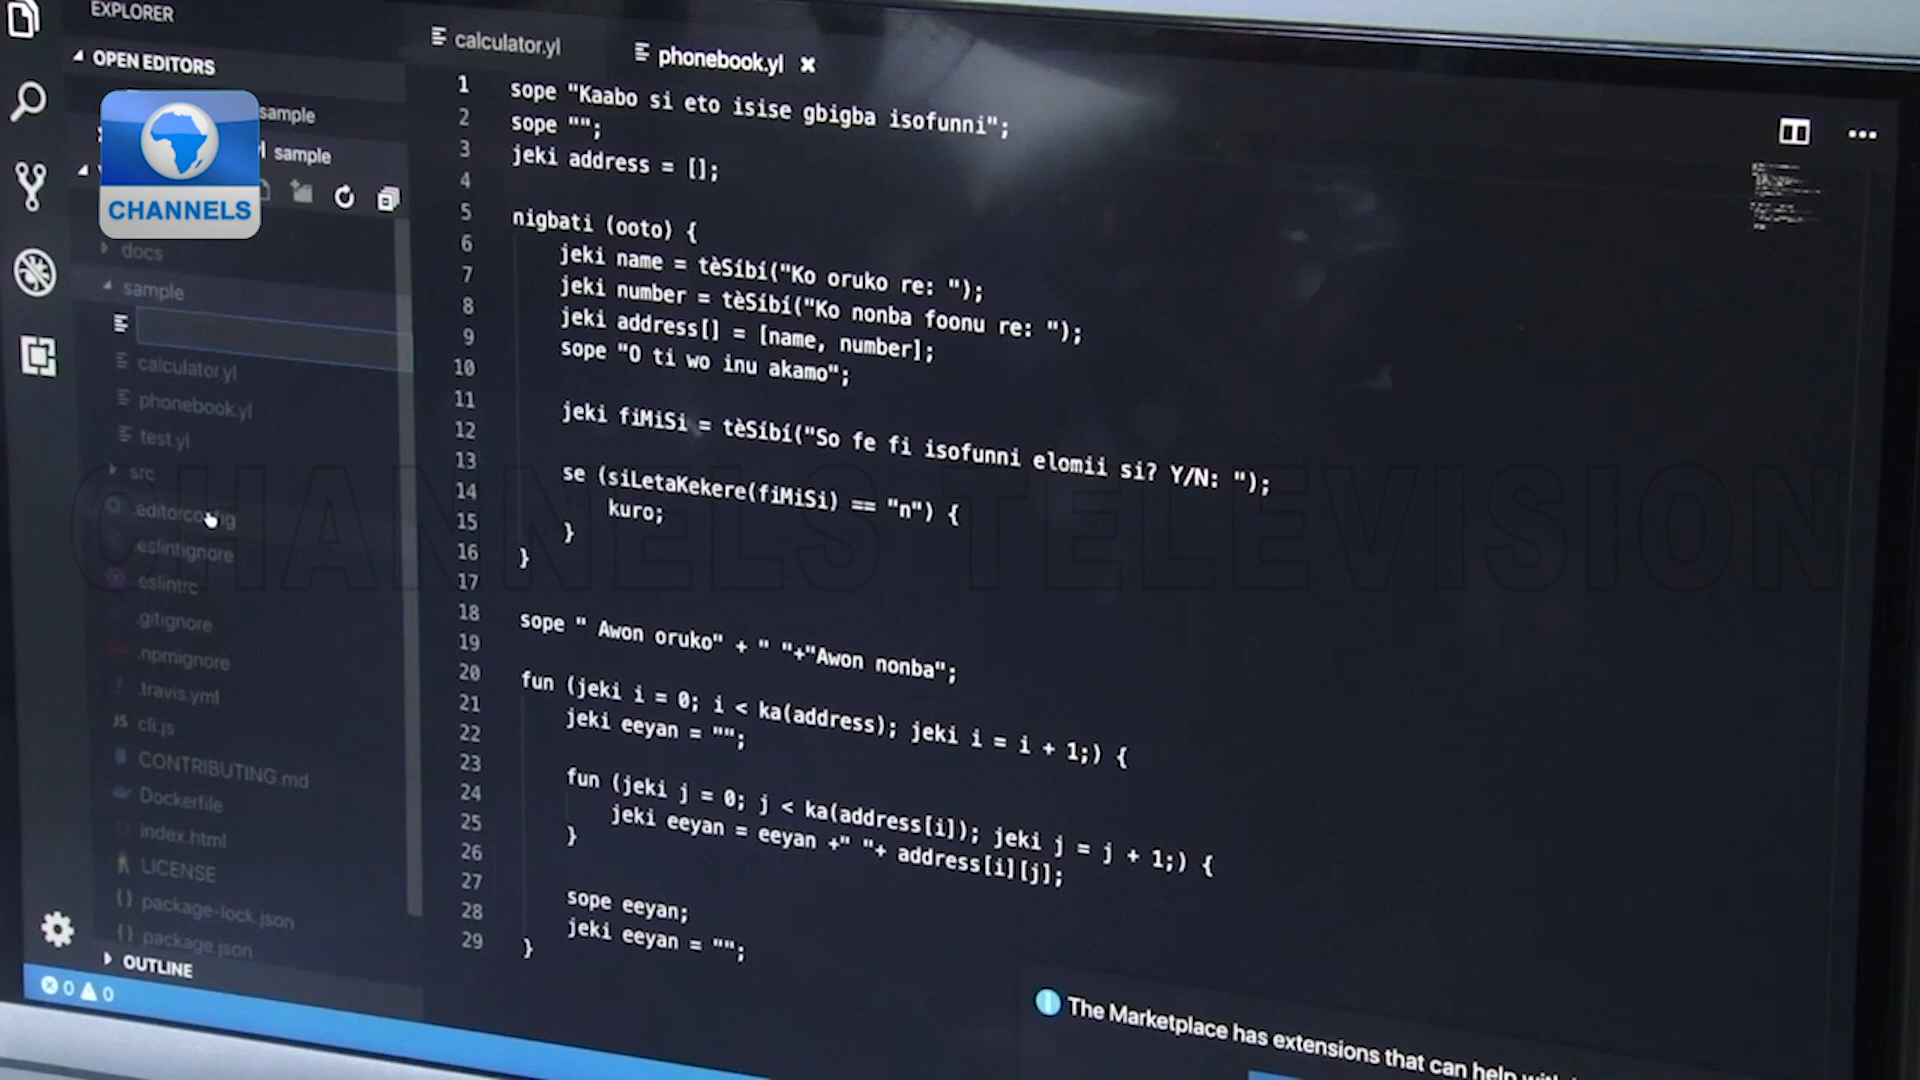 EXPLORER
OPEN EDITORS
sample
sample
CHANNELS
docs
sample
calculator.yl
phonebook.yl
test.yl
src
.editorconfig
.eslintignore
.eslintrc
.gitignore
.npmignore
.travis.yml
JS cli.js
CONTRIBUTING.md
Dockerfile
index.html
LICENSE
{} package-lock.json
{} package.json
OUTLINE
0 0
calculator.yl
phonebook.yl
1 sope "Kaabo si eto isise gbigba isofunni";
2 sope "";
3 jeki address = [];
4
5 nigbati (ooto) {
6 jeki name = tèSíbí("Ko oruko re: ");
7 jeki number = tèSíbí("Ko nonba foonu re: ");
8 jeki address[] = [name, number];
9 sope "O ti wo inu akamo";
10
11 jeki fiMiSi = tèSíbí("So fe fi isofunni elomii si? Y/N: ");
12
13 se (siLetaKekere(fiMiSi) == "n") {
14 kuro;
15 }
16 }
17
18 sope " Awon oruko" + " "+"Awon nonba";
19
20 fun (jeki i = 0; i < ka(address); jeki i = i + 1;) {
21 jeki eeyan = "";
22
23 fun (jeki j = 0; j < ka(address[i]); jeki j = j + 1;) {
24 jeki eeyan = eeyan +" "+ address[i][j];
25 }
26
27 sope eeyan;
28 jeki eeyan = "";
29 }
CHANNELS TELEVISION
The Marketplace has extensions that can help